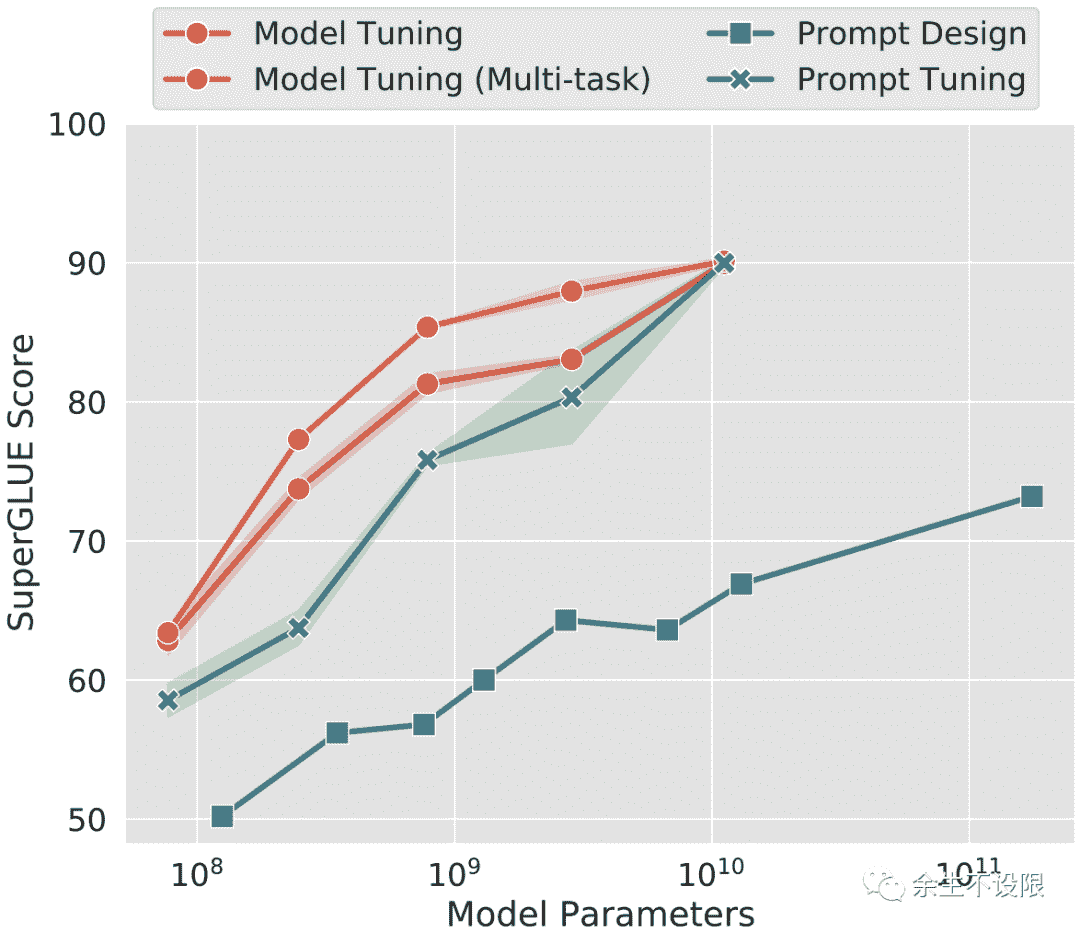 Model Tuning
Model Tuning (Multi-task)
Prompt Design
Prompt Tuning
100
90
80
70
60
50
SuperGLUE Score
10⁸ 10⁹ 10¹⁰ 10¹¹
余生不设限
Model Parameters